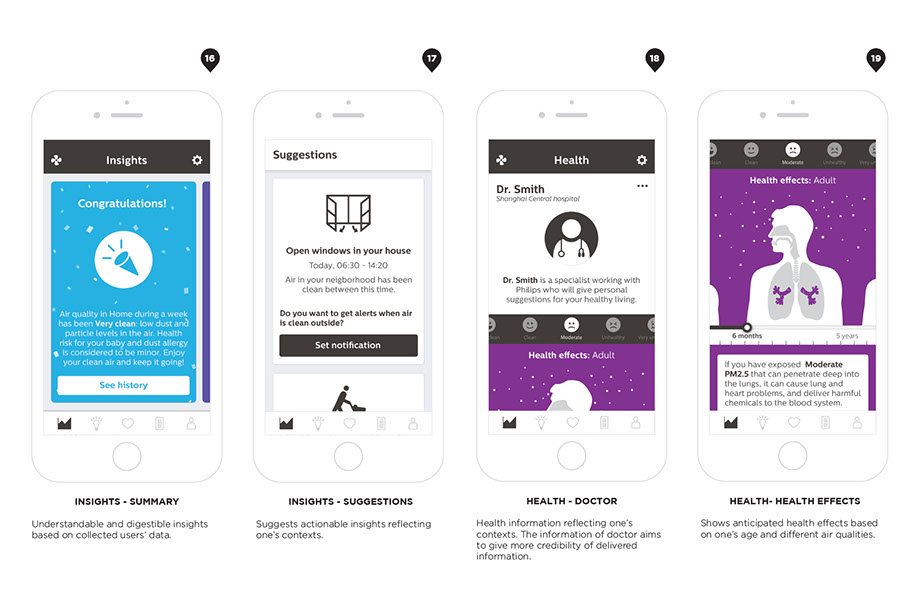 16
Insights
Congratulations!
Air quality in Home during a week
has been Very clean: low dust and
particle levels in the air. Health
risk for your baby and dust allergy
is considered to be minor. Enjoy
your clean air and keep it going!
See history
INSIGHTS - SUMMARY
Understandable and digestible insights
based on collected users' data.
17
Suggestions
Open windows in your house
Today, 06:30 - 14:20
Air in your neigborhood has been
clean between this time.
Do you want to get alerts when air
is clean outside?
Set notification
INSIGHTS - SUGGESTIONS
Suggests actionable insights reflecting
one's contexts.
18
Health
Dr. Smith
Shanghai Central hospital
Dr. Smith is a specialist working with
Philips who will give personal
suggestions for your healthy living.
Clean Moderate Unhealthy
Health effects: Adult
HEALTH - DOCTOR
Health information reflecting one's
contexts. The information of doctor aims
to give more credibility of delivered
information.
19
Clean Moderate Unhealthy Very un
Health effects: Adult
6 months 5 years
If you have exposed Moderate
PM2.5 that can penetrate deep into
the lungs, it can cause lung and
heart problems, and deliver harmful
chemicals to the blood system.
HEALTH- HEALTH EFFECTS
Shows anticipated health effects based
on one's age and different air qualities.